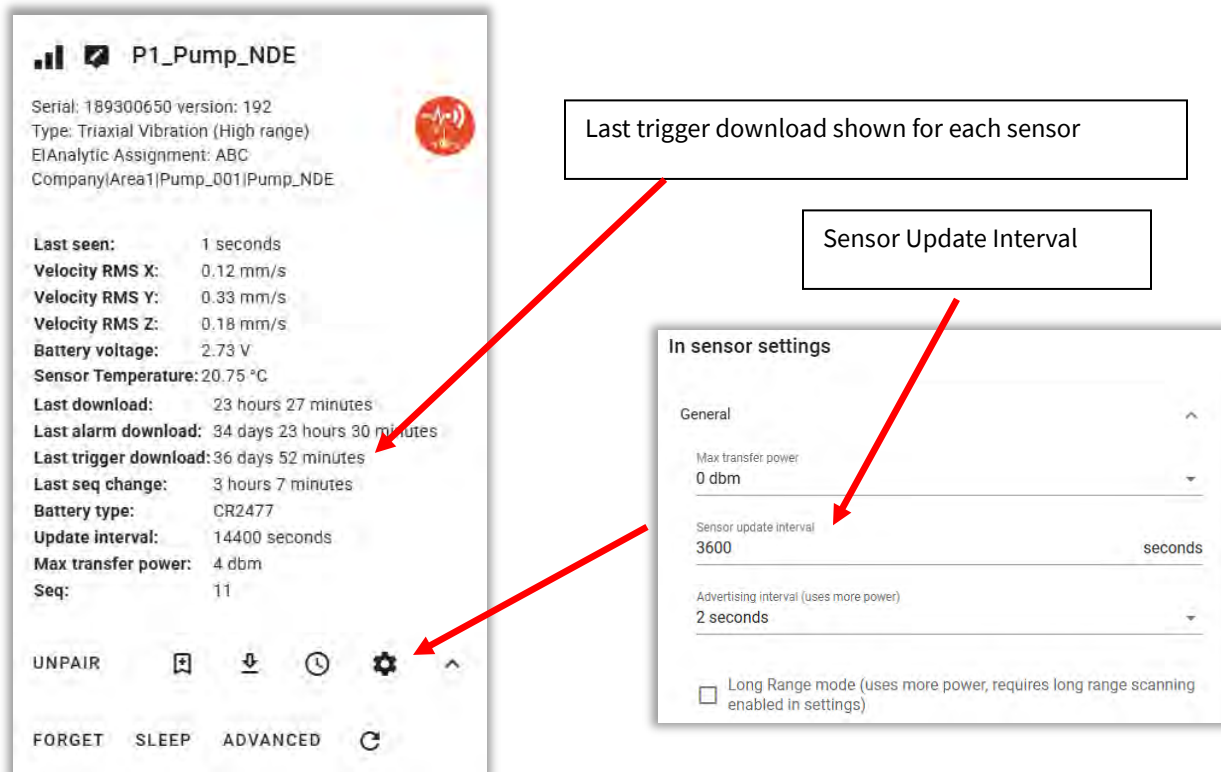 P1_Pump_NDE
Serial: 189300650 version: 192
Type: Triaxial Vibration (High range)
EIAnalytic Assignment: ABC
Company|Area1|Pump_001|Pump_NDE
Last seen: 1 seconds
Velocity RMS X: 0.12 mm/s
Velocity RMS Y: 0.33 mm/s
Velocity RMS Z: 0.18 mm/s
Battery voltage: 2.73 V
Sensor Temperature: 20.75 °C
Last download: 23 hours 27 minutes
Last alarm download: 34 days 23 hours 30 minutes
Last trigger download: 36 days 52 minutes
Last seq change: 3 hours 7 minutes
Battery type: CR2477
Update interval: 14400 seconds
Max transfer power: 4 dbm
Seq: 11
UNPAIR
FORGET SLEEP ADVANCED
Last trigger download shown for each sensor
Sensor Update Interval
In sensor settings
General
Max transfer power
0 dbm
Sensor update interval
3600 seconds
Advertising interval (uses more power)
2 seconds
Long Range mode (uses more power, requires long range scanning
enabled in settings)